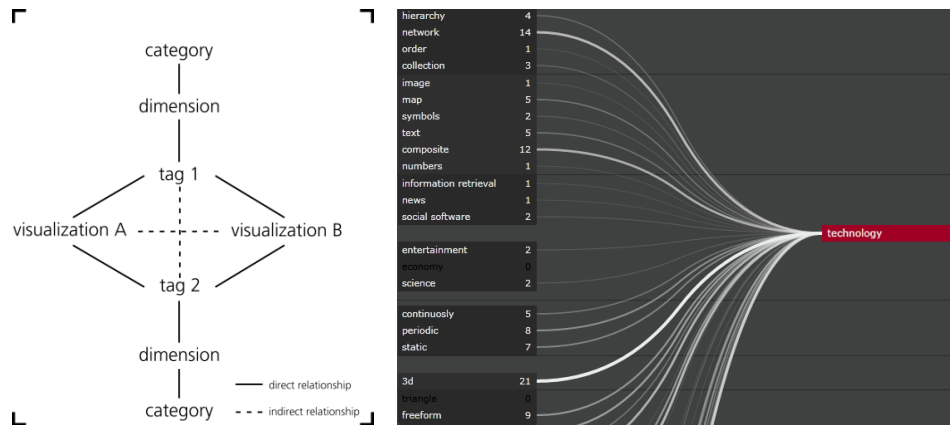 category
dimension
tag 1
visualization A
visualization B
tag 2
dimension
category
direct relationship
indirect relationship
hierarchy 4
network 14
order 1
collection 3
image 1
map 5
symbols 2
text 5
composite 12
numbers 1
information retrieval 1
news 1
social software 2
technology
entertainment 2
economy 0
science 2
continuosly 5
periodic 8
static 7
3d 21
triangle 0
freeform 9